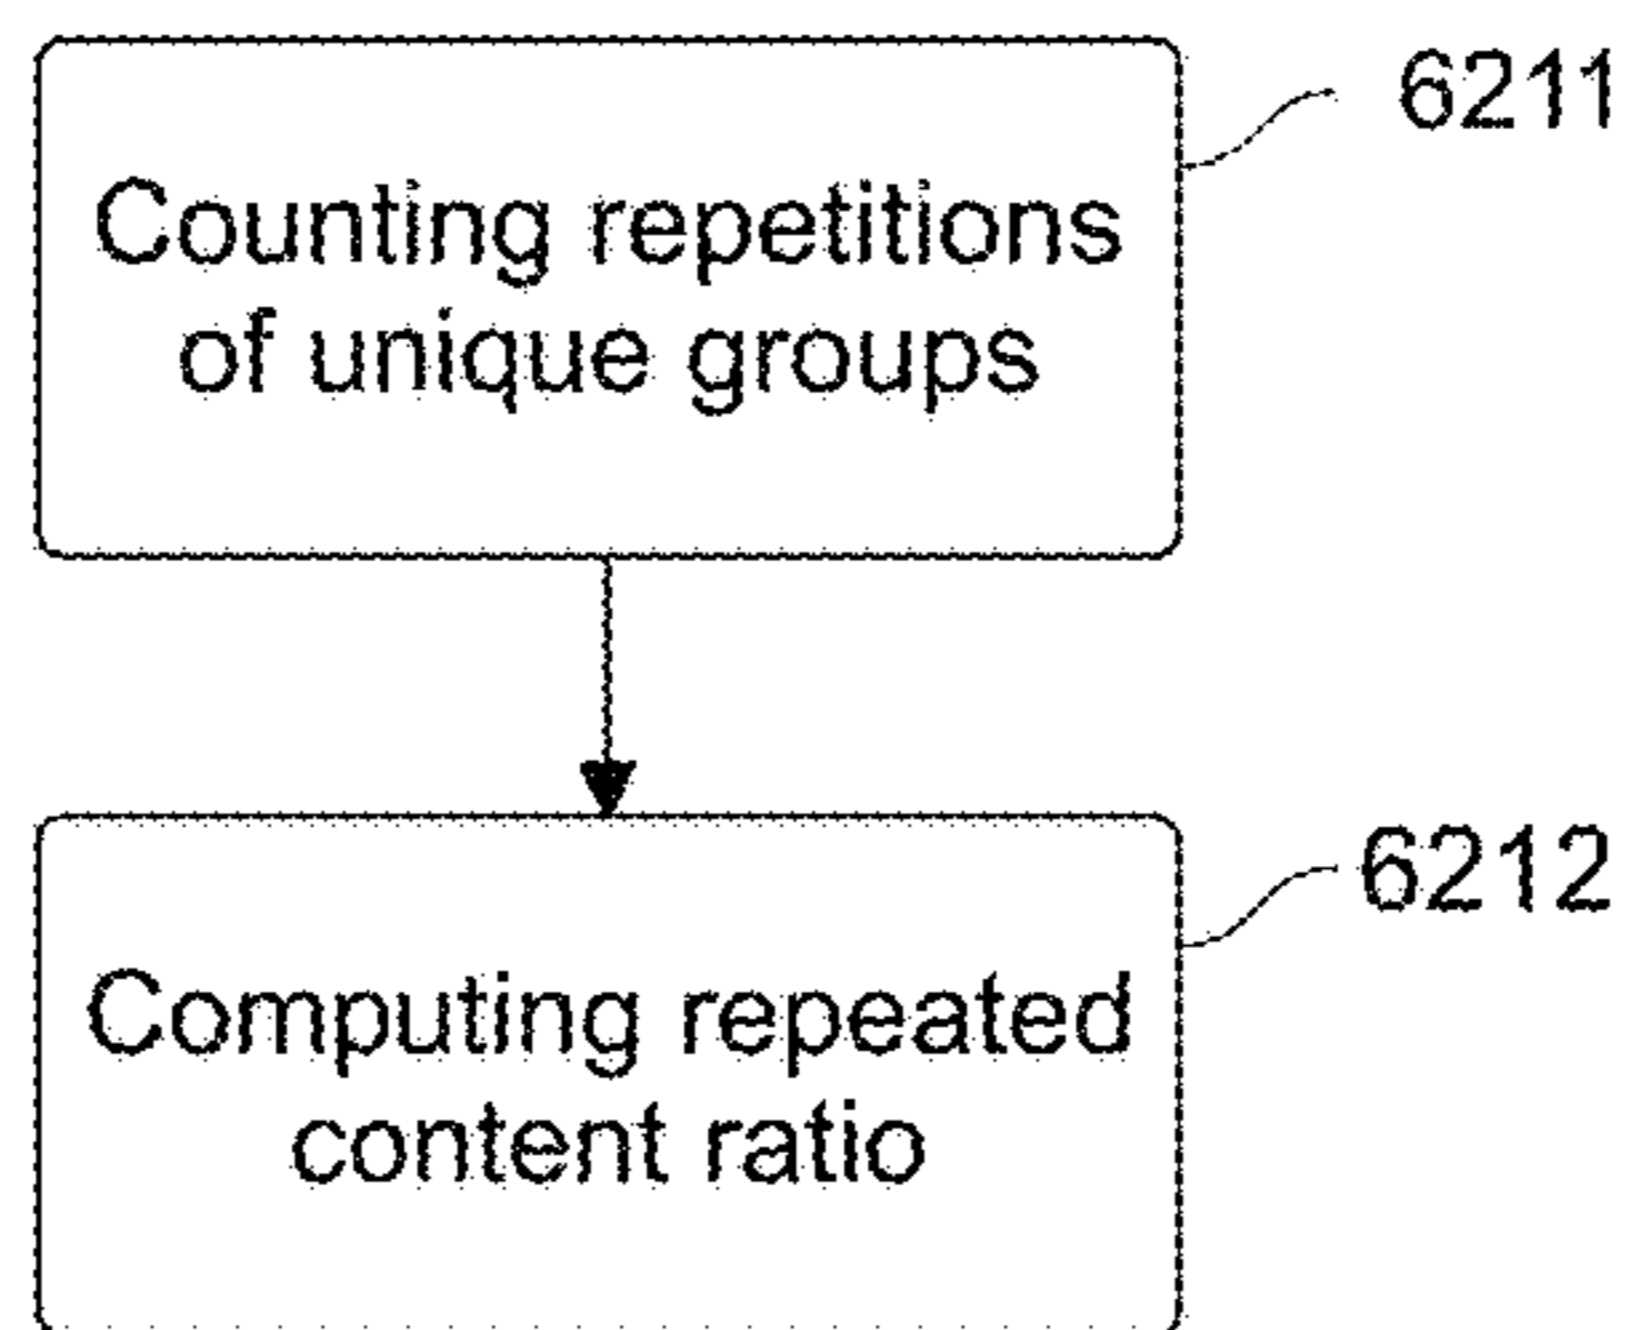 6211
Counting repetitions
of unique groups
6212
Computing repeated
content ratio